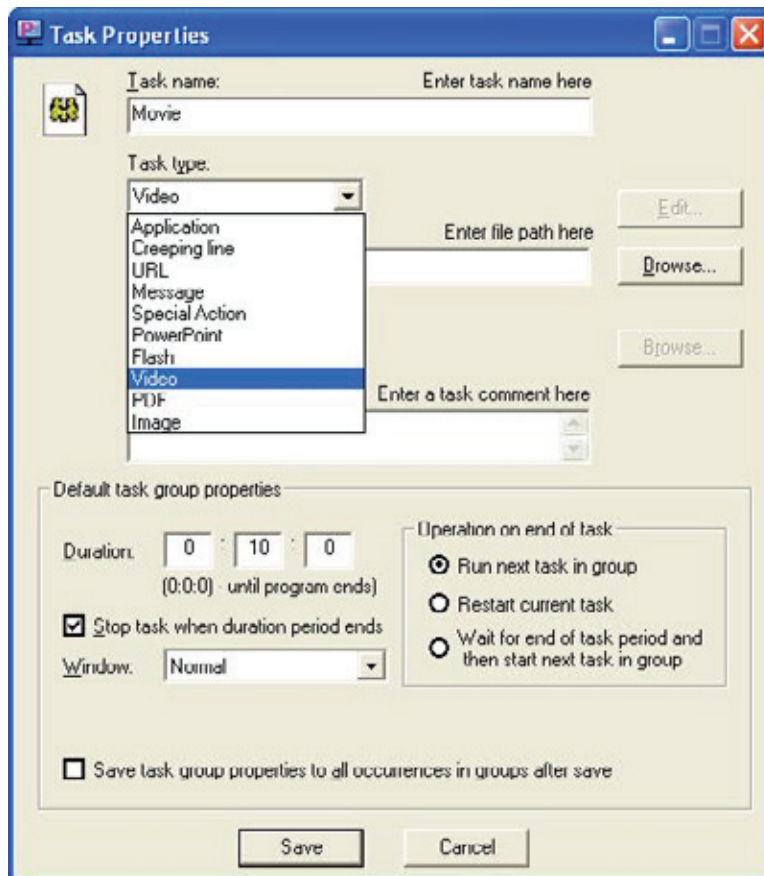 Task Properties
Task name: Enter task name here
Movie
Task type:
Video
Edit...
Application
Creeping line
URL
Message
Special Action
PowerPoint
Flash
Video
PDF
Image
Enter file path here
Browse...
Browse...
Enter a task comment here
Default task group properties
Duration: 0 : 10 : 0
(0:0:0) - until program ends)
Stop task when duration period ends
Window: Normal
Operation on end of task
Run next task in group
Restart current task
Wait for end of task period and
then start next task in group
Save task group properties to all occurrences in groups after save
Save Cancel